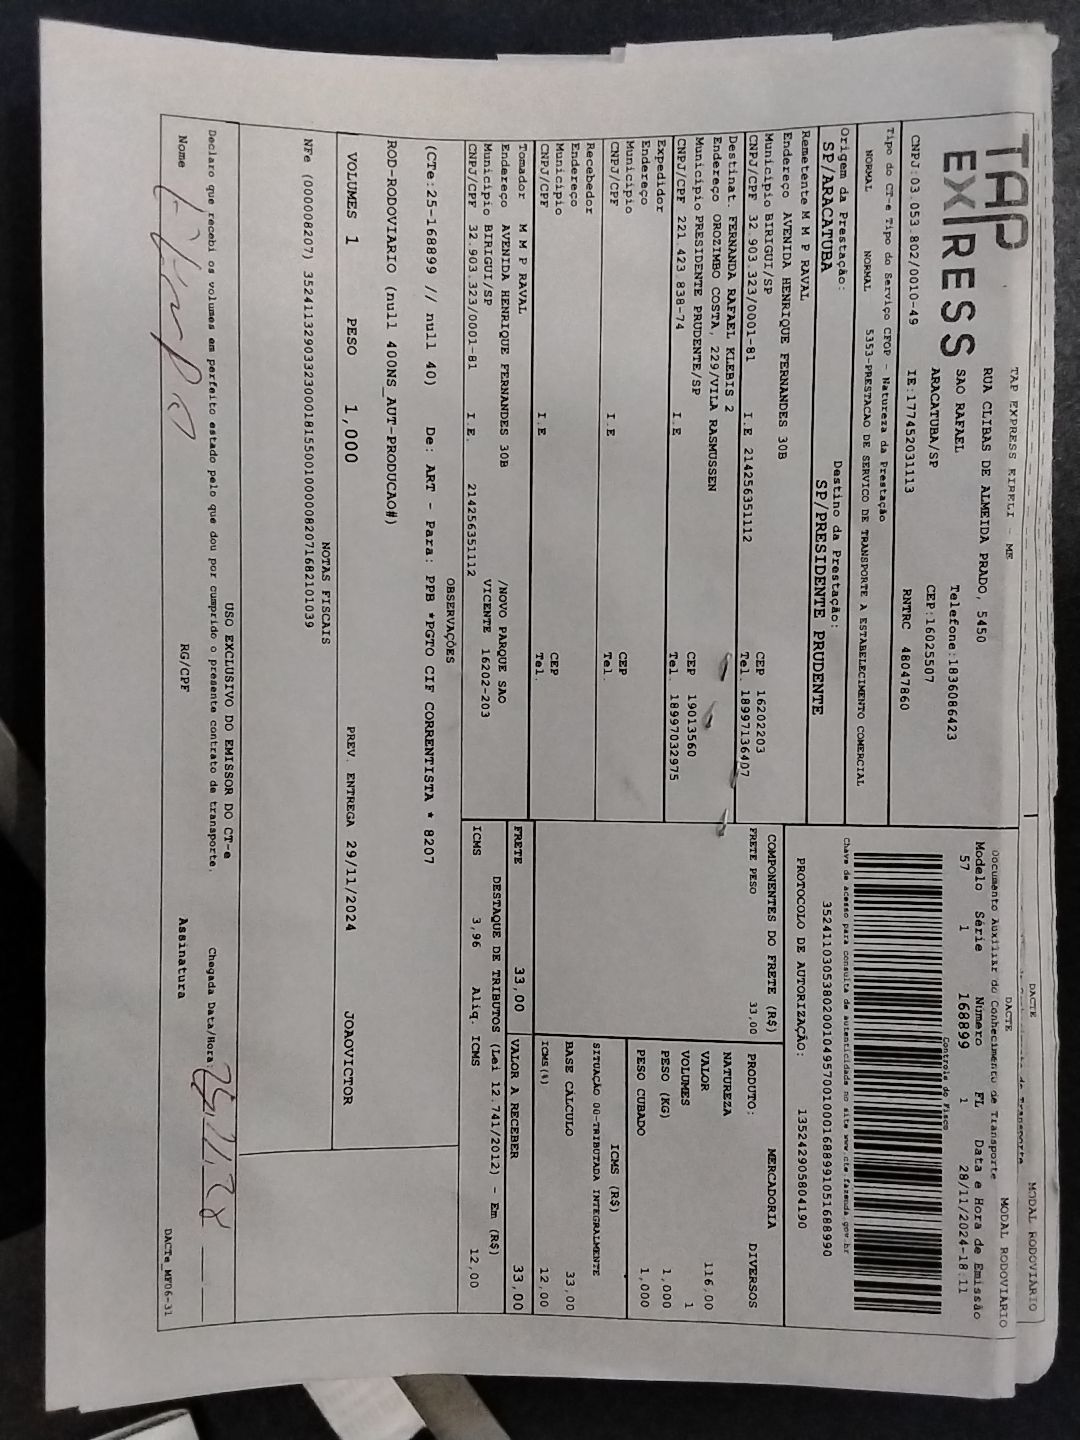 DACTE MODAL RODOVIÁRIO
TAP EXPRESS
TAP EXPRESS EIRELI - ME
RUA CLIBAS DE ALMEIDA PRADO, 5450
SAO RAFAEL Telefone:1836086423
ARACATUBA/SP CEP:16025507
CNPJ:03.053.802/0010-49 IE:177452031113 RNTRC 48047860
DACTE MODAL RODOVIARIO
Documento Auxiliar do Conhecimento de Transporte
Modelo Série Número FL Data e Hora de Emissão
57 1 168899 1 28/11/2024-18:11
Controle do Fisco
Chave de acesso para consulta de autenticidade no site www.cte.fazenda.gov.br
35241103053802001049570010001688991051688990
PROTOCOLO DE AUTORIZAÇÃO: 135242905804190
Tipo do CT-e Tipo do Serviço CFOP - Natureza da Prestação
NORMAL NORMAL 5353-PRESTACAO DE SERVICO DE TRANSPORTE A ESTABELECIMENTO COMERCIAL
Origem da Prestação: Destino da Prestação:
SP/ARACATUBA SP/PRESIDENTE PRUDENTE
Remetente M M P RAVAL
Endereço AVENIDA HENRIQUE FERNANDES 30B
Município BIRIGUI/SP CEP 16202203
CNPJ/CPF 32.903.323/0001-81 I.E 214256351112 Tel. 18997136407
Destinat. FERNANDA RAFAEL KLEBIS 2
Endereço OROZIMBO COSTA, 229/VILA RASMUSSEN
Município PRESIDENTE PRUDENTE/SP CEP 19013560
CNPJ/CPF 221.423.838-74 I.E Tel. 18997032975
Expedidor
Endereço
Município CEP
CNPJ/CPF I.E Tel.
Recebedor
Endereço
Município CEP
CNPJ/CPF I.E Tel.
Tomador M M P RAVAL
Endereço AVENIDA HENRIQUE FERNANDES 30B /NOVO PARQUE SAO
Município BIRIGUI/SP VICENTE 16202-203
CNPJ/CPF 32.903.323/0001-81 I.E. 214256351112
COMPONENTES DO FRETE (R$)
FRETE PESO 33,00
MERCADORIA
PRODUTO: DIVERSOS
NATUREZA
VALOR 116,00
VOLUMES 1
PESO (KG) 1,000
PESO CUBADO 1,000
ICMS (R$)
SITUAÇÃO 00-TRIBUTADA INTEGRALMENTE
BASE CÁLCULO 33,00
ICMS(%) 12,00
FRETE 33,00 VALOR A RECEBER 33,00
DESTAQUE DE TRIBUTOS (Lei 12.741/2012) - Em (R$)
ICMS 3,96 Alíq. ICMS 12,00
OBSERVAÇÕES
(CTe:25-168899 // null 40) De: ART - Para: PPB *PGTO CIF CORRENTISTA * 8207
ROD-RODOVIARIO (null 400NS_AUT-PRODUCAO#)
VOLUMES 1 PESO 1,000 PREV. ENTREGA 29/11/2024 JOAOVICTOR
NOTAS FISCAIS
NFe (000008207) 35241132903323000181550010000082071682101039
USO EXCLUSIVO DO EMISSOR DO CT-e
Declaro que recebi os volumes em perfeito estado pelo que dou por cumprido o presente contrato de transporte. Chegada Data/Hora:
Nome RG/CPF Assinatura
DACTe_MF06-31